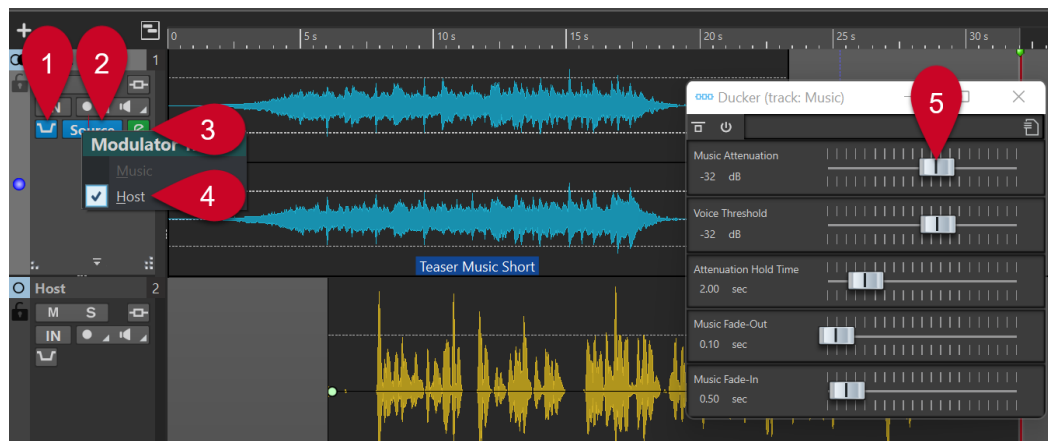 0 5 s 10 s 15 s 20 s 25 s 30 s
1 2
1
IN
Source e
3
Modulator
Music
Host
4
Teaser Music Short
Host 2
M S
IN
Ducker (track: Music)
5
Music Attenuation
-32 dB
Voice Threshold
-32 dB
Attenuation Hold Time
2.00 sec
Music Fade-Out
0.10 sec
Music Fade-In
0.50 sec